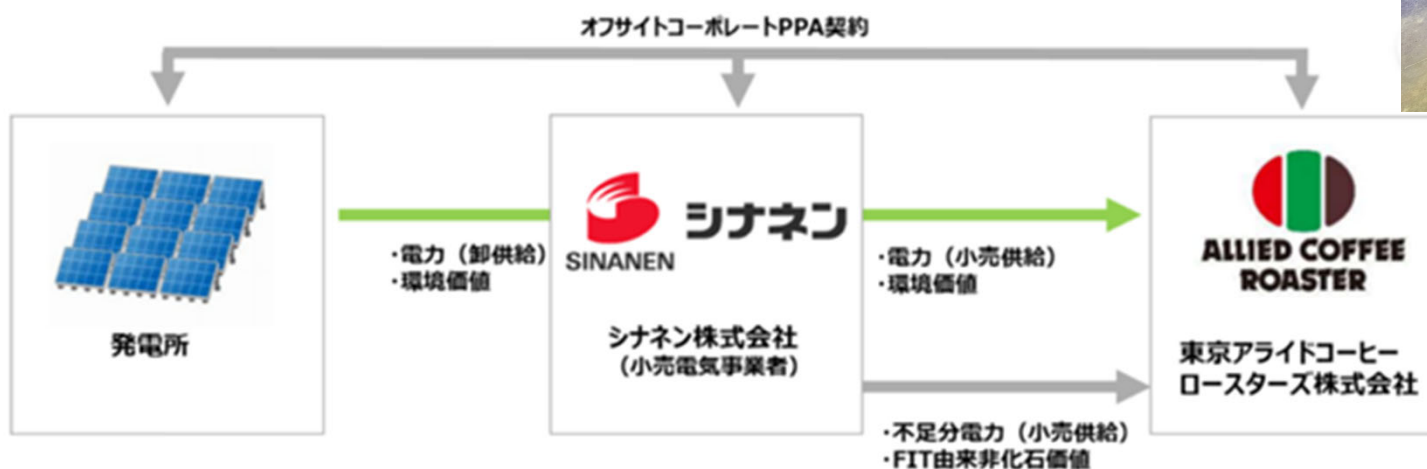 オフサイトコーポレートPPA契約
発電所
・電力（卸供給）
・環境価値
シナネン
SINANEN
シナネン株式会社
（小売電気事業者）
・電力（小売供給）
・環境価値
・不足分電力（小売供給）
・FIT由来非化石価値
ALLIED COFFEE
ROASTER
東京アライドコーヒー
ロースターズ株式会社